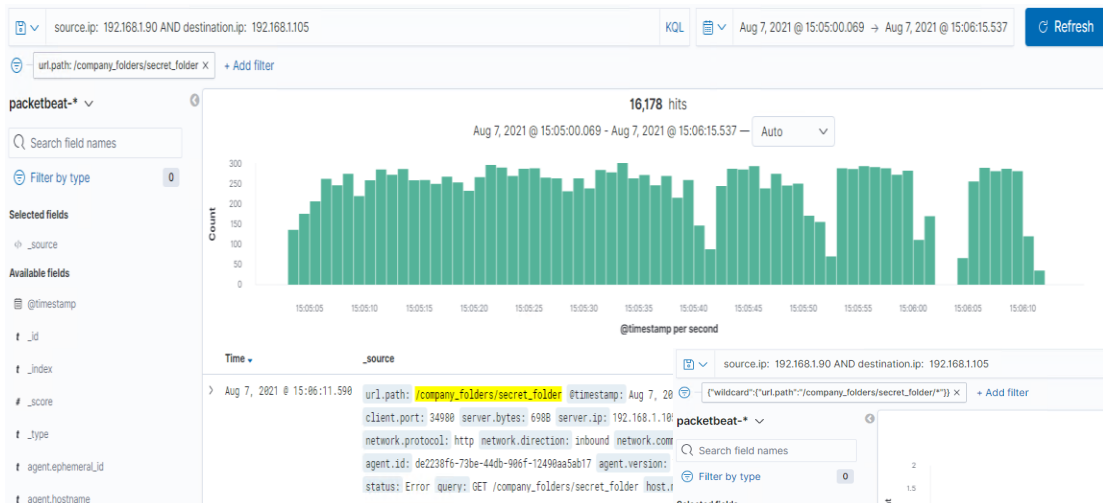 source.ip: 192.168.1.90 AND destination.ip: 192.168.1.105 KQL Aug 7, 2021 @ 15:05:00.069 → Aug 7, 2021 @ 15:06:15.537 Refresh
url.path: /company_folders/secret_folder × + Add filter
packetbeat-*
16,178 hits
Aug 7, 2021 @ 15:05:00.069 - Aug 7, 2021 @ 15:06:15.537 — Auto
Search field names
Filter by type 0
Selected fields
_source
Available fields
@timestamp
t _id
t _index
# _score
t _type
t agent.ephemeral_id
t agent.hostname
Count
300
250
200
150
100
50
0
15:05:05 15:05:10 15:05:15 15:05:20 15:05:25 15:05:30 15:05:35 15:05:40 15:05:45 15:05:50 15:05:55 15:06:00 15:06:05 15:06:10
@timestamp per second
Time _source
> Aug 7, 2021 @ 15:06:11.590 url.path: /company_folders/secret_folder @timestamp: Aug 7, 20
client.port: 34980 server.bytes: 698B server.ip: 192.168.1.10
network.protocol: http network.direction: inbound network.comm
agent.id: de2238f6-73be-44db-906f-12490aa5ab17 agent.version:
status: Error query: GET /company_folders/secret_folder host.
source.ip: 192.168.1.90 AND destination.ip: 192.168.1.105
{"wildcard":{"url.path":"/company_folders/secret_folder/*"}} × + Add filter
packetbeat-*
Search field names
Filter by type 0
2
1.5